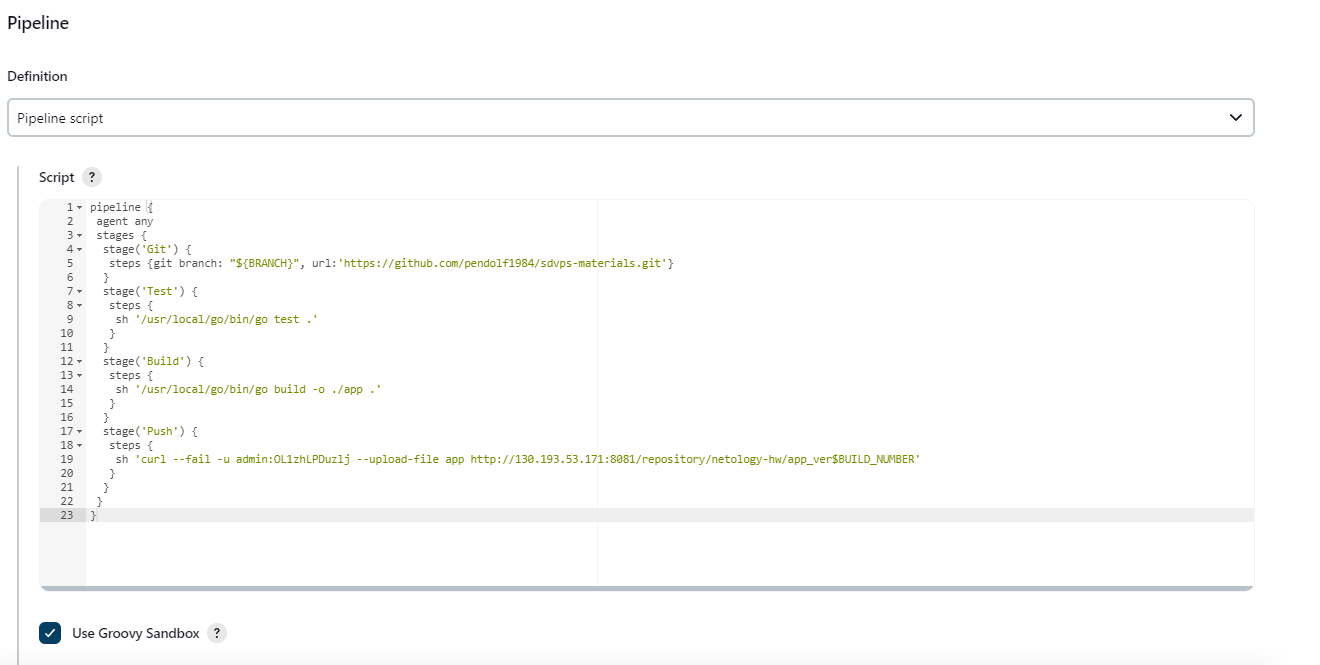 Pipeline
Definition
Pipeline script
Script ?
1 pipeline {
2 agent any
3 stages {
4 stage('Git') {
5 steps {git branch: "${BRANCH}", url:'https://github.com/pendolf1984/sdvps-materials.git'}
6 }
7 stage('Test') {
8 steps {
9 sh '/usr/local/go/bin/go test .'
10 }
11 }
12 stage('Build') {
13 steps {
14 sh '/usr/local/go/bin/go build -o ./app .'
15 }
16 }
17 stage('Push') {
18 steps {
19 sh 'curl --fail -u admin:OL1zhLPDuzlj --upload-file app http://130.193.53.171:8081/repository/netology-hw/app_ver$BUILD_NUMBER'
20 }
21 }
22 }
23 }
Use Groovy Sandbox ?